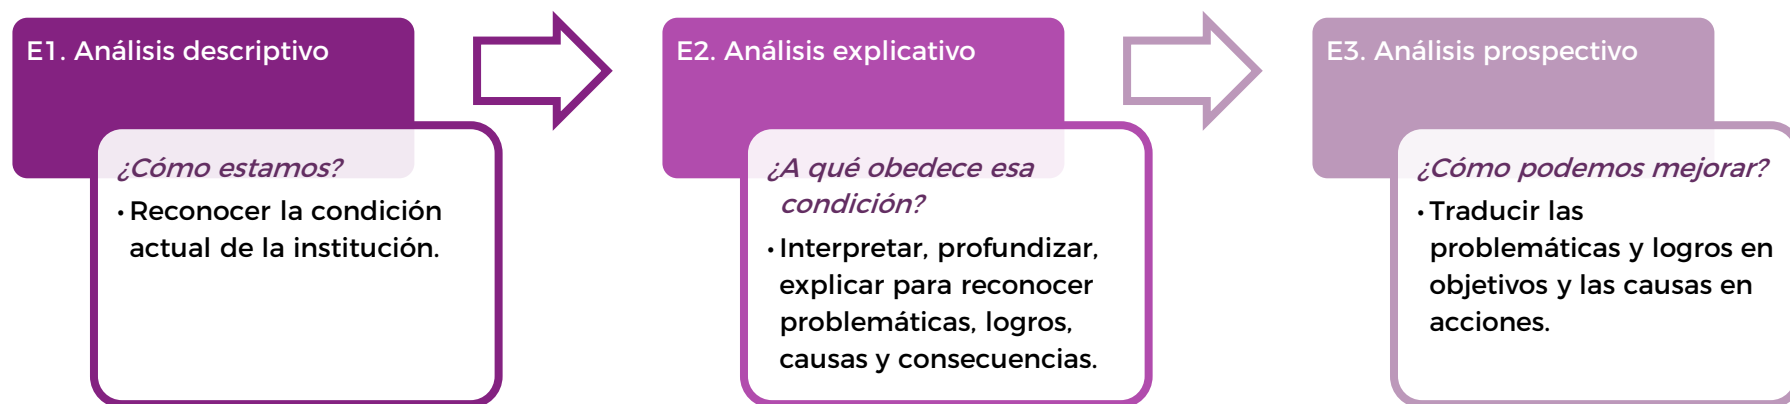 E1. Análisis descriptivo
¿Cómo estamos?
• Reconocer la condición
actual de la institución.
E2. Análisis explicativo
¿A qué obedece esa
condición?
• Interpretar, profundizar,
explicar para reconocer
problemáticas, logros,
causas y consecuencias.
E3. Análisis prospectivo
¿Cómo podemos mejorar?
• Traducir las
problemáticas y logros en
objetivos y las causas en
acciones.